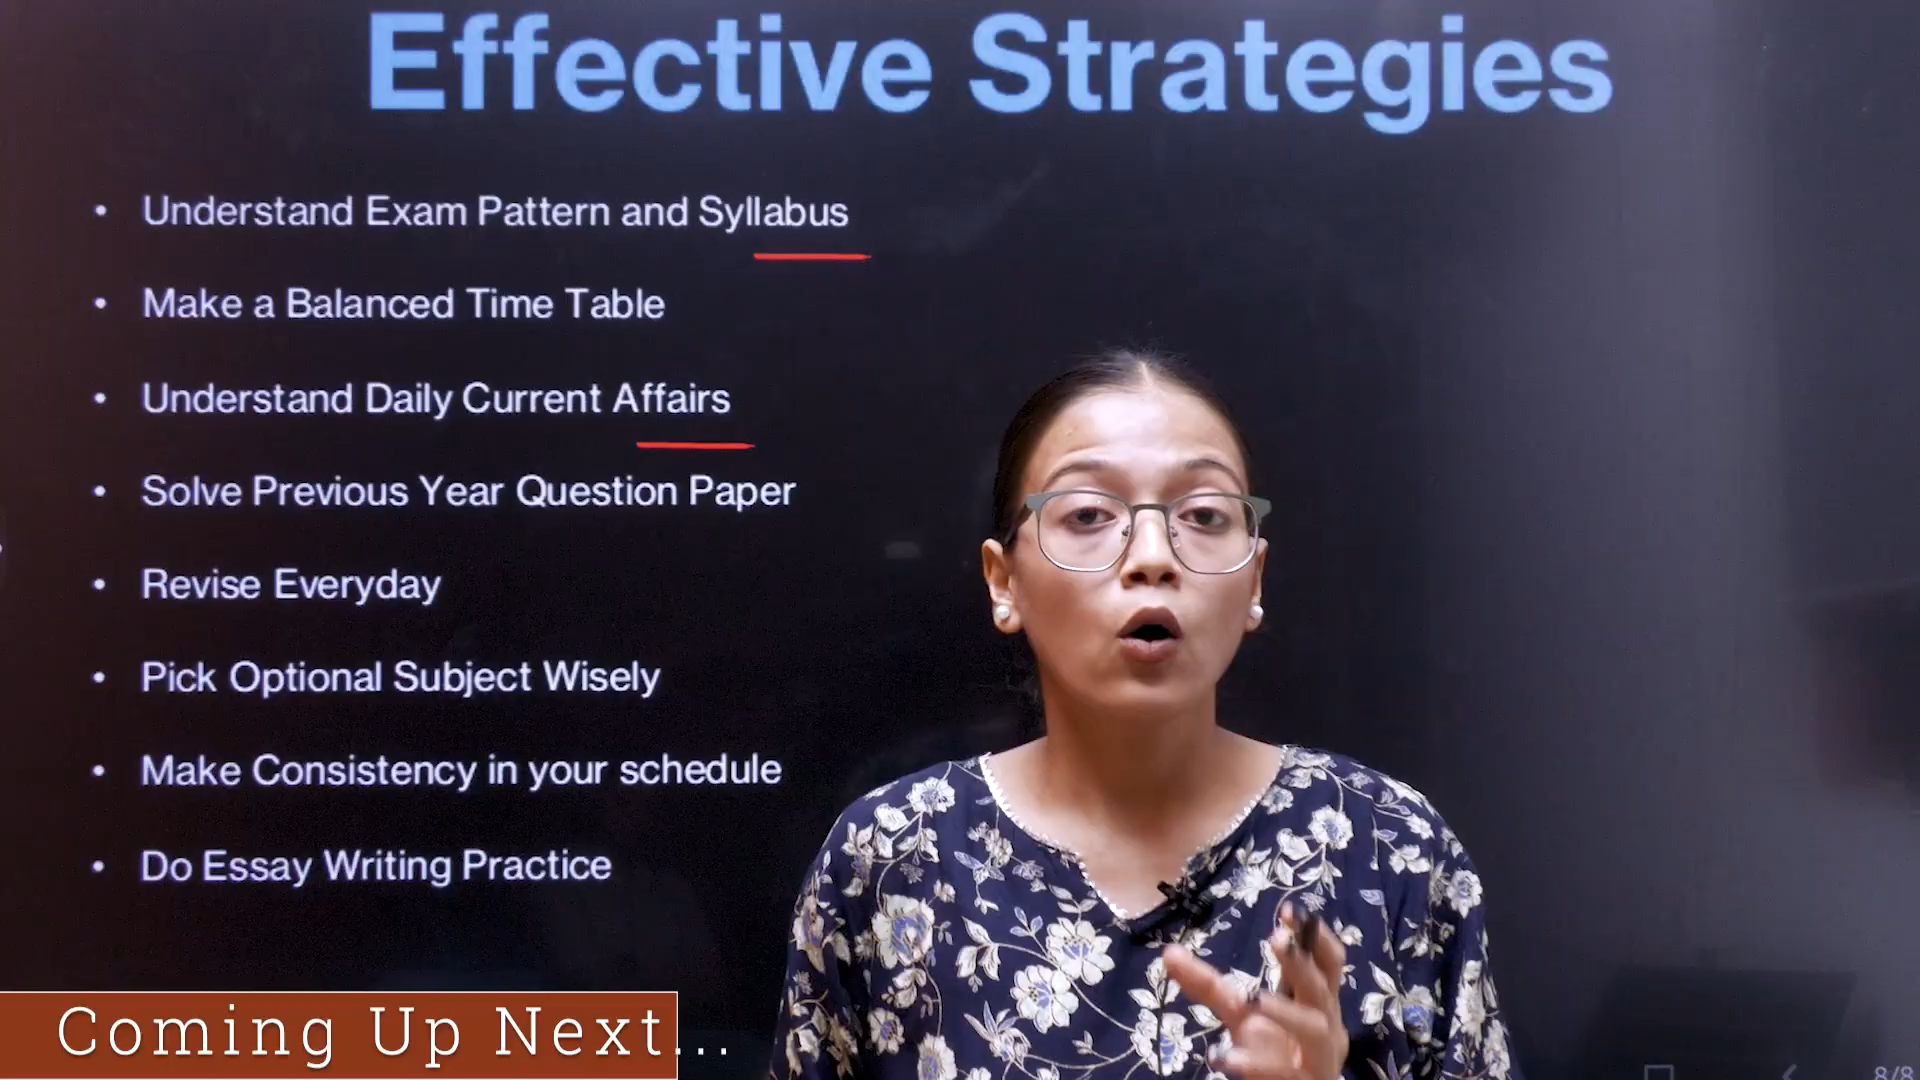 Effective Strategies
• Understand Exam Pattern and Syllabus
• Make a Balanced Time Table
• Understand Daily Current Affairs
• Solve Previous Year Question Paper
• Revise Everyday
• Pick Optional Subject Wisely
• Make Consistency in your schedule
• Do Essay Writing Practice
Coming Up Next...
8/8